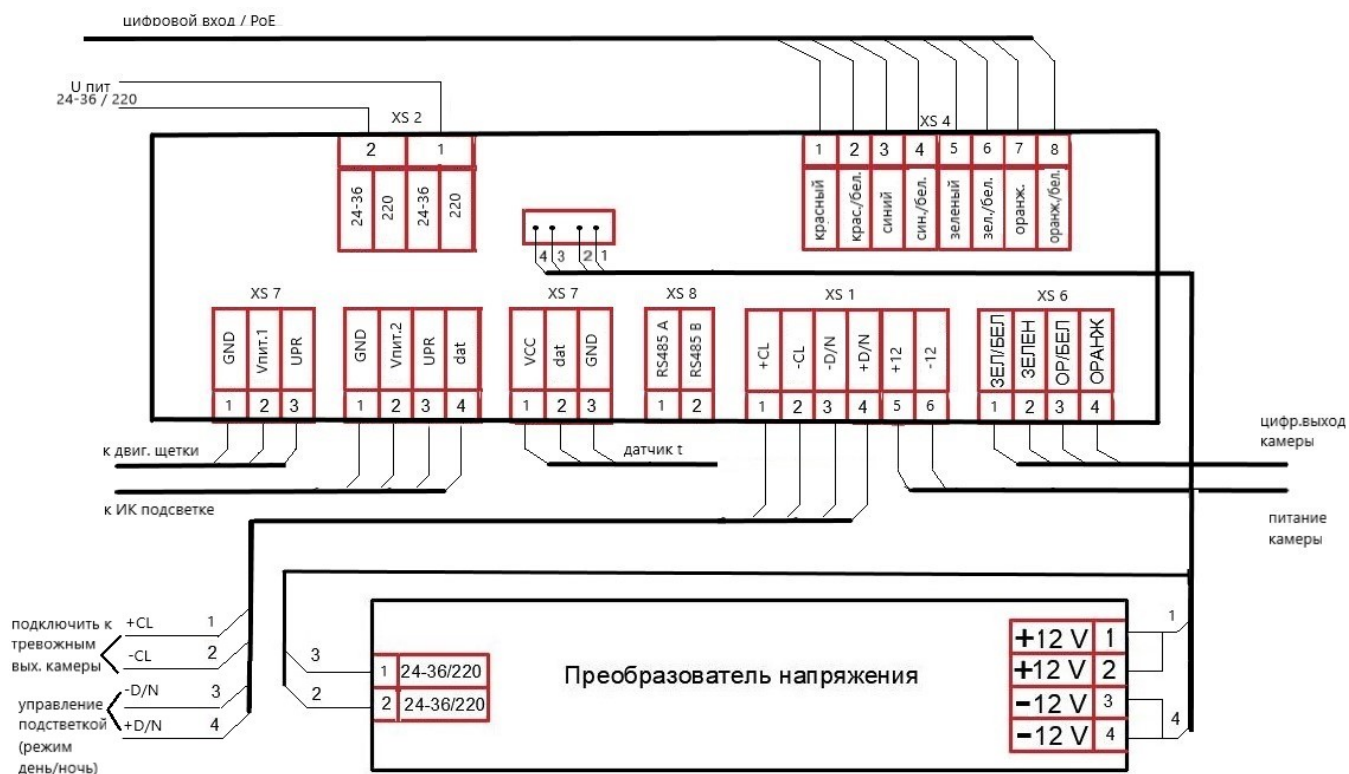 цифровой вход / PoE
U пит
24-36 / 220
XS 2
XS 4
2 1
1 2 3 4 5 6 7 8
24-36 220 24-36 220
красный крас./бел. синий син./бел. зеленый зел./бел. оранж. оранж./бел.
4 3 2 1
XS 7
XS 7
XS 8
XS 1
XS 6
GND Vпит.1 UPR
GND Vпит.2 UPR dat
VCC dat GND
RS485 A RS485 B
+CL -CL -D/N +D/N +12 -12
ЗЕЛ/БЕЛ ЗЕЛЕН ОР/БЕЛ ОРАНЖ
1 2 3
1 2 3 4
1 2 3
1 2
1 2 3 4 5 6
1 2 3 4
к двиг. щетки
датчик t
цифр.выход
камеры
к ИК подсветке
питание
камеры
подключить к
тревожным
вых. камеры
+CL 1
-CL 2
управление
подстветкой
(режим
день/ночь)
-D/N 3
+D/N 4
3
2
1 24-36/220
2 24-36/220
Преобразователь напряжения
+12 V 1
+12 V 2
-12 V 3
-12 V 4
1
4